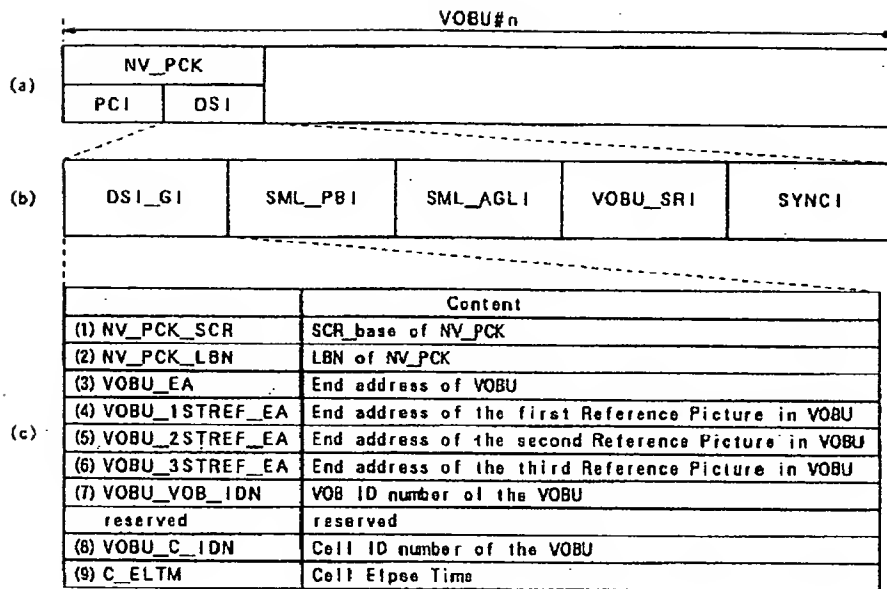 VOBU#n
(a)
NV_PCK
PCI DSI
(b)
DSI_GI SML_PBI SML_AGLI VOBU_SRI SYNCI
(c)
Content
(1) NV_PCK_SCR SCR_base of NV_PCK
(2) NV_PCK_LBN LBN of NV_PCK
(3) VOBU_EA End address of VOBU
(4) VOBU_1STREF_EA End address of the first Reference Picture in VOBU
(5) VOBU_2STREF_EA End address of the second Reference Picture in VOBU
(6) VOBU_3STREF_EA End address of the third Reference Picture in VOBU
(7) VOBU_VOB_IDN VOB ID number of the VOBU
reserved reserved
(8) VOBU_C_IDN Cell ID number of the VOBU
(9) C_ELTM Cell Elpse Time